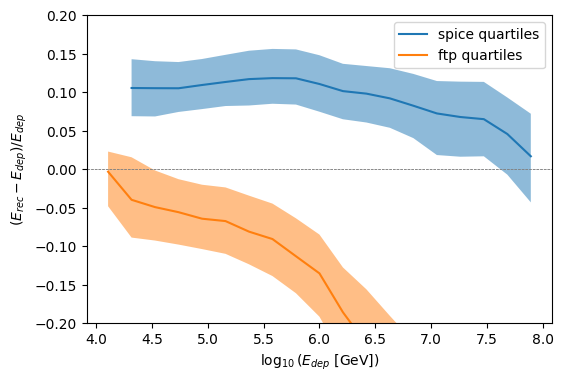 0.20
0.15
0.10
0.05
0.00
−0.05
−0.10
−0.15
−0.20
(E_rec − E_dep)/E_dep
spice quartiles
ftp quartiles
4.0 4.5 5.0 5.5 6.0 6.5 7.0 7.5 8.0
log_10 (E_dep [GeV])